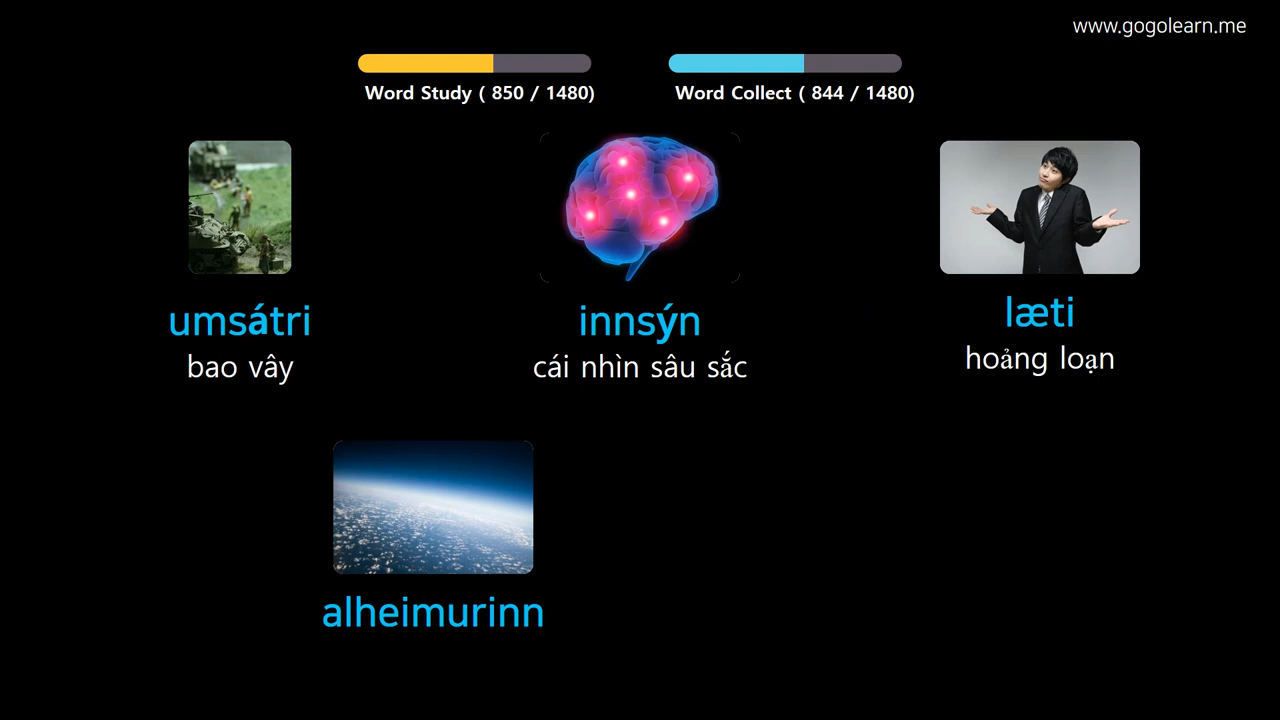 www.gogolearn.me
Word Study ( 850 / 1480)
Word Collect ( 844 / 1480)
umsátri
bao vây
innsýn
cái nhìn sâu sắc
læti
hoảng loạn
alheimurinn